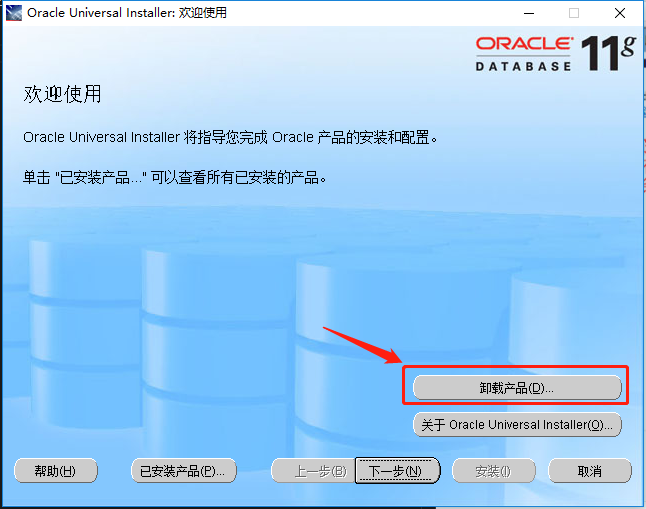 Oracle Universal Installer: 欢迎使用
ORACLE
DATABASE 11g
欢迎使用
Oracle Universal Installer 将指导您完成 Oracle 产品的安装和配置。
单击 "已安装产品..." 可以查看所有已安装的产品。
卸载产品(D)...
关于 Oracle Universal Installer(O)...
帮助(H) 已安装产品(P)... 上一步(B) 下一步(N) 安装(I) 取消